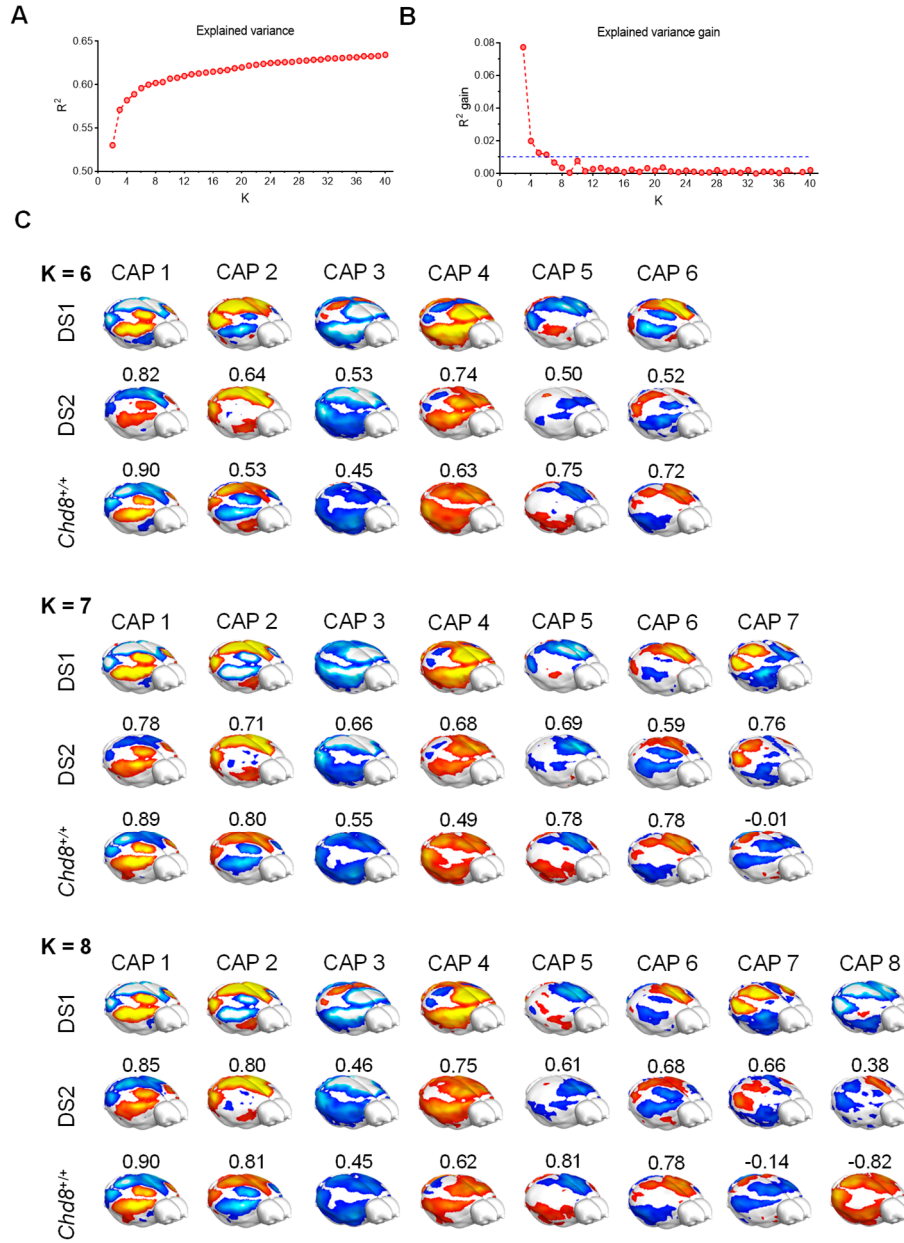 A
Explained variance
0.65
0.60
0.55
0.50
R²
0 4 8 12 16 20 24 28 32 36 40
K
B
Explained variance gain
0.08
0.06
0.04
0.02
0.00
R² gain
0 4 8 12 16 20 24 28 32 36 40
K
C
K = 6 CAP 1 CAP 2 CAP 3 CAP 4 CAP 5 CAP 6
DS1
0.82 0.64 0.53 0.74 0.50 0.52
DS2
0.90 0.53 0.45 0.63 0.75 0.72
Chd8+/+
K = 7
CAP 1 CAP 2 CAP 3 CAP 4 CAP 5 CAP 6 CAP 7
DS1
0.78 0.71 0.66 0.68 0.69 0.59 0.76
DS2
0.89 0.80 0.55 0.49 0.78 0.78 -0.01
Chd8+/+
K = 8
CAP 1 CAP 2 CAP 3 CAP 4 CAP 5 CAP 6 CAP 7 CAP 8
DS1
0.85 0.80 0.46 0.75 0.61 0.68 0.66 0.38
DS2
0.90 0.81 0.45 0.62 0.81 0.78 -0.14 -0.82
Chd8+/+